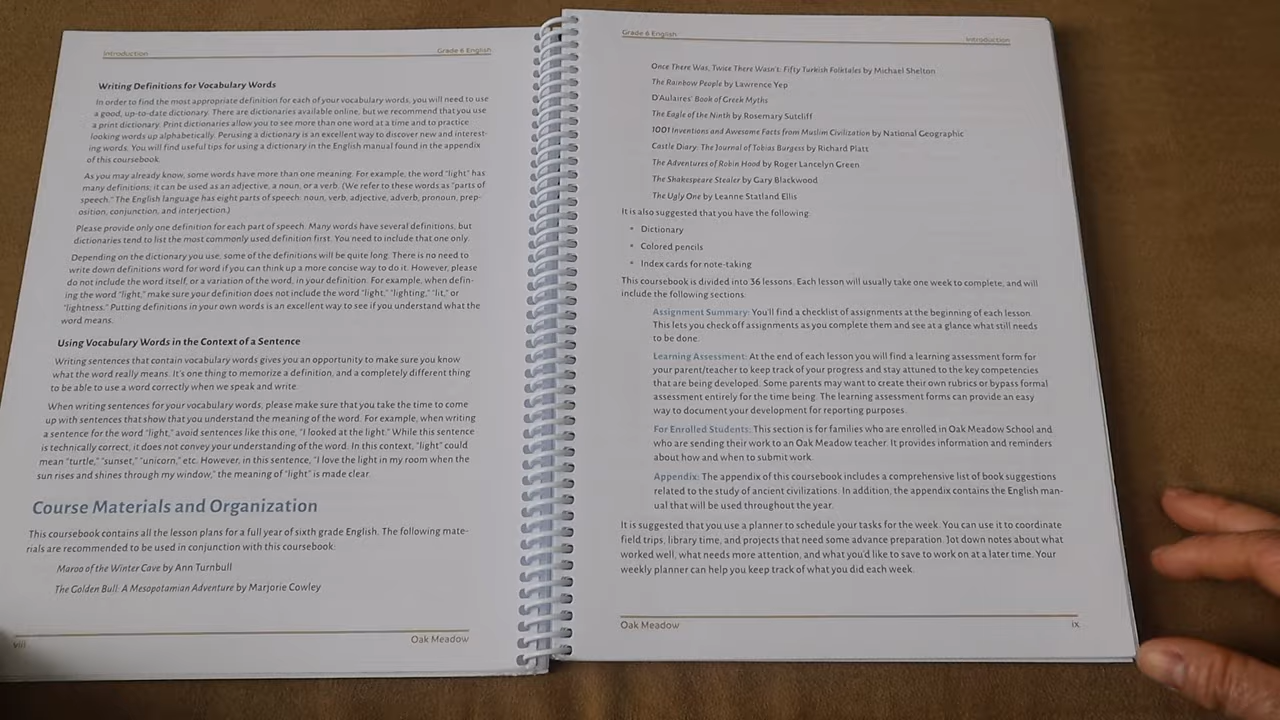 Introduction
Grade 6 English
Writing Definitions for Vocabulary Words
In order to find the most appropriate definition for each of your vocabulary words, you will need to use
a good, up-to-date dictionary. There are dictionaries available online, but we recommend that you use
a print dictionary. Print dictionaries allow you to see more than one word at a time and to practice
looking words up alphabetically. Perusing a dictionary is an excellent way to discover new and interest-
ing words. You will find useful tips for using a dictionary in the English manual found in the appendix
of this coursebook.
As you may already know, some words have more than one meaning. For example, the word "light" has
many definitions; it can be used as an adjective, a noun, or a verb. (We refer to these words as "parts of
speech." The English language has eight parts of speech: noun, verb, adjective, adverb, pronoun, prep-
osition, conjunction, and interjection.)
Please provide only one definition for each part of speech. Many words have several definitions, but
dictionaries tend to list the most commonly used definition first. You need to include that one only.
Depending on the dictionary you use, some of the definitions will be quite long. There is no need to
write down definitions word for word if you can think up a more concise way to do it. However, please
do not include the word itself, or a variation of the word, in your definition. For example, when defin-
ing the word "light," make sure your definition does not include the word "light," "lighting," "lit," or
"lightness." Putting definitions in your own words is an excellent way to see if you understand what the
word means.
Using Vocabulary Words in the Context of a Sentence
Writing sentences that contain vocabulary words gives you an opportunity to make sure you know
what the word really means. It's one thing to memorize a definition, and a completely different thing
to be able to use a word correctly when we speak and write.
When writing sentences for your vocabulary words, please make sure that you take the time to come
up with sentences that show that you understand the meaning of the word. For example, when writing
a sentence for the word "light," avoid sentences like this one, "I looked at the light." While this sentence
is technically correct, it does not convey your understanding of the word. In this context, "light" could
mean "turtle," "sunset," "unicorn," etc. However, in this sentence, "I love the light in my room when the
sun rises and shines through my window," the meaning of "light" is made clear.
Course Materials and Organization
This coursebook contains all the lesson plans for a full year of sixth grade English. The following mate-
rials are recommended to be used in conjunction with this coursebook:
Maroo of the Winter Cave by Ann Turnbull
The Golden Bull: A Mesopotamian Adventure by Marjorie Cowley
viii
Oak Meadow
Grade 6 English
Introduction
Once There Was, Twice There Wasn't: Fifty Turkish Folktales by Michael Shelton
The Rainbow People by Lawrence Yep
D'Aulaires' Book of Greek Myths
The Eagle of the Ninth by Rosemary Sutcliff
1001 Inventions and Awesome Facts from Muslim Civilization by National Geographic
Castle Diary: The Journal of Tobias Burgess by Richard Platt
The Adventures of Robin Hood by Roger Lancelyn Green
The Shakespeare Stealer by Gary Blackwood
The Ugly One by Leanne Statland Ellis
It is also suggested that you have the following:
• Dictionary
• Colored pencils
• Index cards for note-taking
This coursebook is divided into 36 lessons. Each lesson will usually take one week to complete, and will
include the following sections:
Assignment Summary: You'll find a checklist of assignments at the beginning of each lesson.
This lets you check off assignments as you complete them and see at a glance what still needs
to be done.
Learning Assessment: At the end of each lesson you will find a learning assessment form for
your parent/teacher to keep track of your progress and stay attuned to the key competencies
that are being developed. Some parents may want to create their own rubrics or bypass formal
assessment entirely for the time being. The learning assessment forms can provide an easy
way to document your development for reporting purposes.
For Enrolled Students: This section is for families who are enrolled in Oak Meadow School and
who are sending their work to an Oak Meadow teacher. It provides information and reminders
about how and when to submit work.
Appendix: The appendix of this coursebook includes a comprehensive list of book suggestions
related to the study of ancient civilizations. In addition, the appendix contains the English man-
ual that will be used throughout the year.
It is suggested that you use a planner to schedule your tasks for the week. You can use it to coordinate
field trips, library time, and projects that need some advance preparation. Jot down notes about what
worked well, what needs more attention, and what you'd like to save to work on at a later time. Your
weekly planner can help you keep track of what you did each week.
Oak Meadow
ix